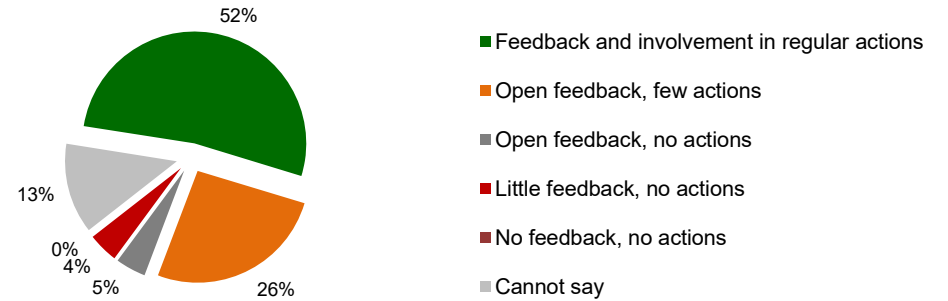 52%
Feedback and involvement in regular actions
Open feedback, few actions
Open feedback, no actions
Little feedback, no actions
13%
No feedback, no actions
0%
4%
5%
26%
Cannot say